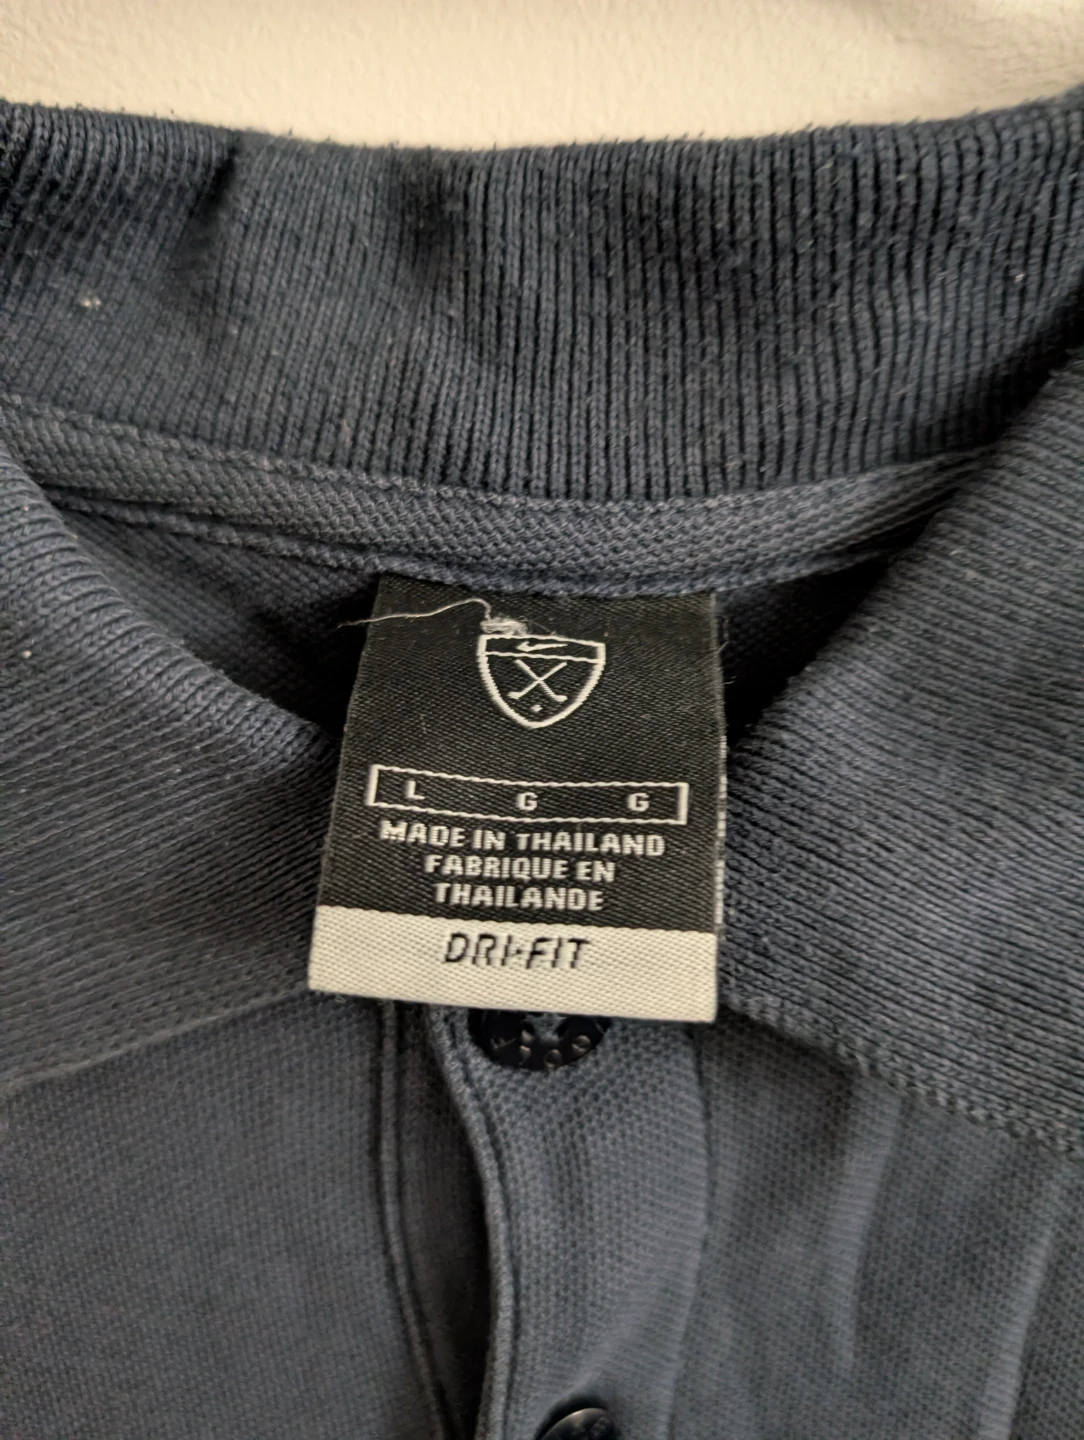 L G G
MADE IN THAILAND
FABRIQUE EN
THAILANDE
DRI-FIT